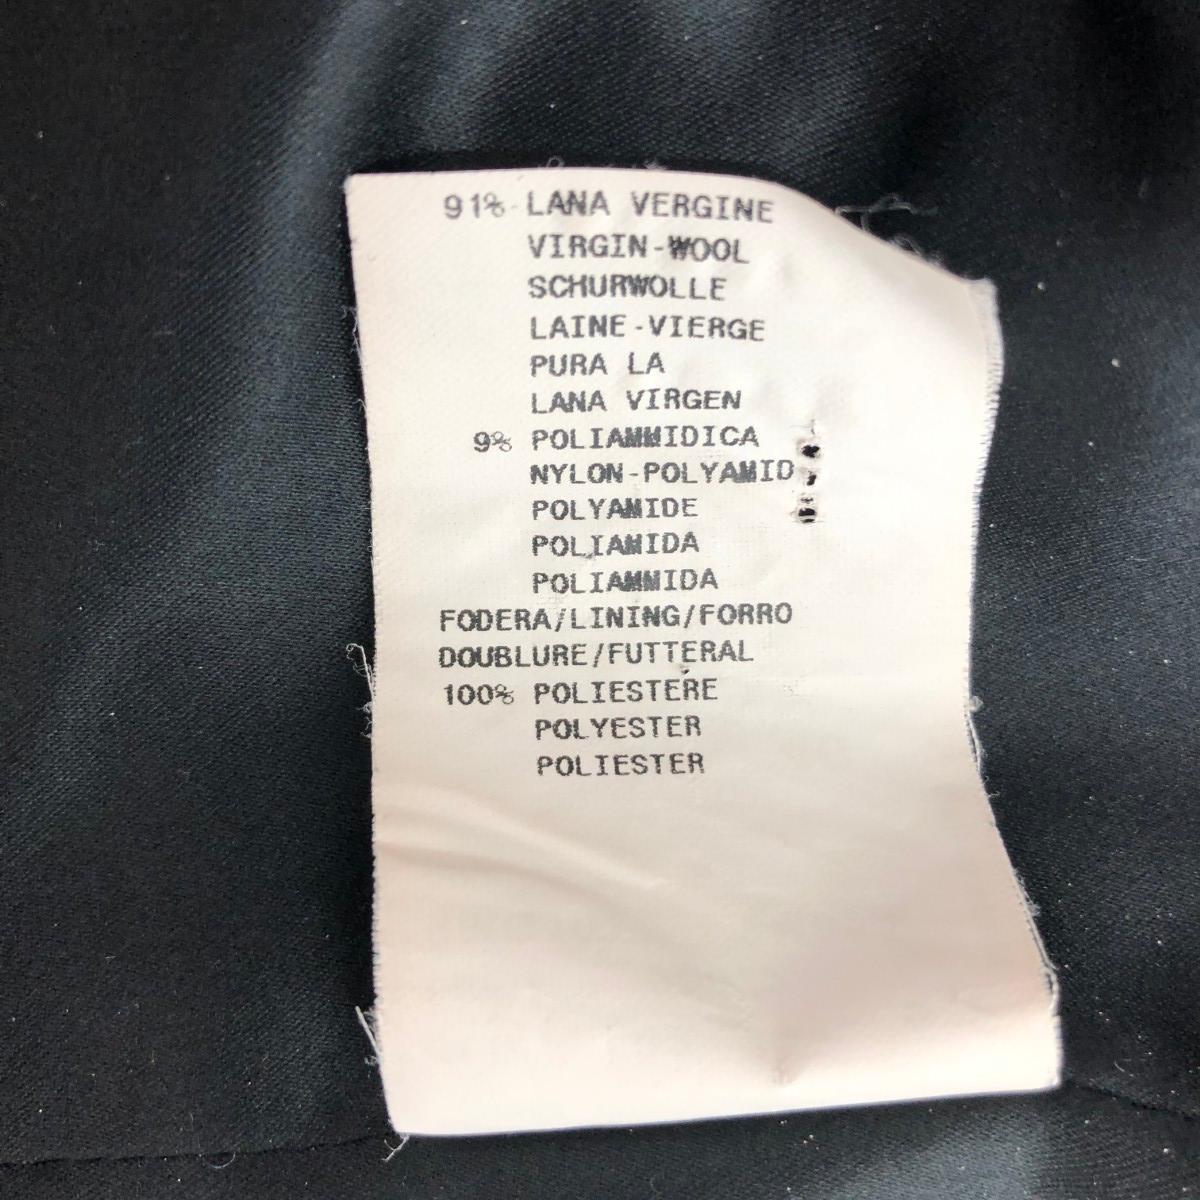 91% LANA VERGINE
VIRGIN-WOOL
SCHURWOLLE
LAINE-VIERGE
PURA LA
LANA VIRGEN
9% POLIAMMIDICA
NYLON-POLYAMID
POLYAMIDE
POLIAMIDA
POLIAMMIDA
FODERA/LINING/FORRO
DOUBLURE/FUTTERAL
100% POLIESTERE
POLYESTER
POLIESTER